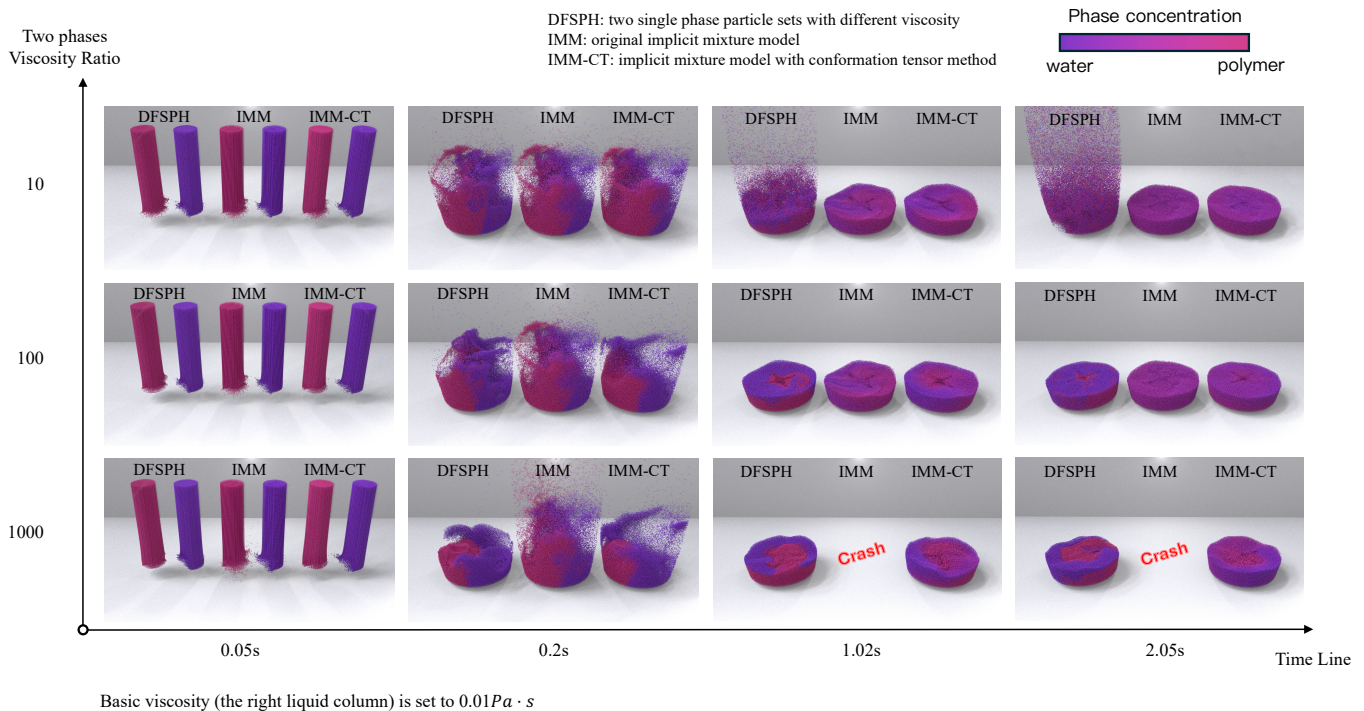 DFSPH: two single phase particle sets with different viscosity
IMM: original implicit mixture model
IMM-CT: implicit mixture model with conformation tensor method
Phase concentration
water polymer
Two phases
Viscosity Ratio
DFSPH IMM IMM-CT DFSPH IMM IMM-CT DFSPH IMM IMM-CT DFSPH IMM IMM-CT
10
DFSPH IMM IMM-CT DFSPH IMM IMM-CT DFSPH IMM IMM-CT DFSPH IMM IMM-CT
100
DFSPH IMM IMM-CT DFSPH IMM IMM-CT DFSPH IMM IMM-CT DFSPH IMM IMM-CT
1000
Crash Crash
0.05s 0.2s 1.02s 2.05s
Time Line
Basic viscosity (the right liquid column) is set to 0.01Pa · s